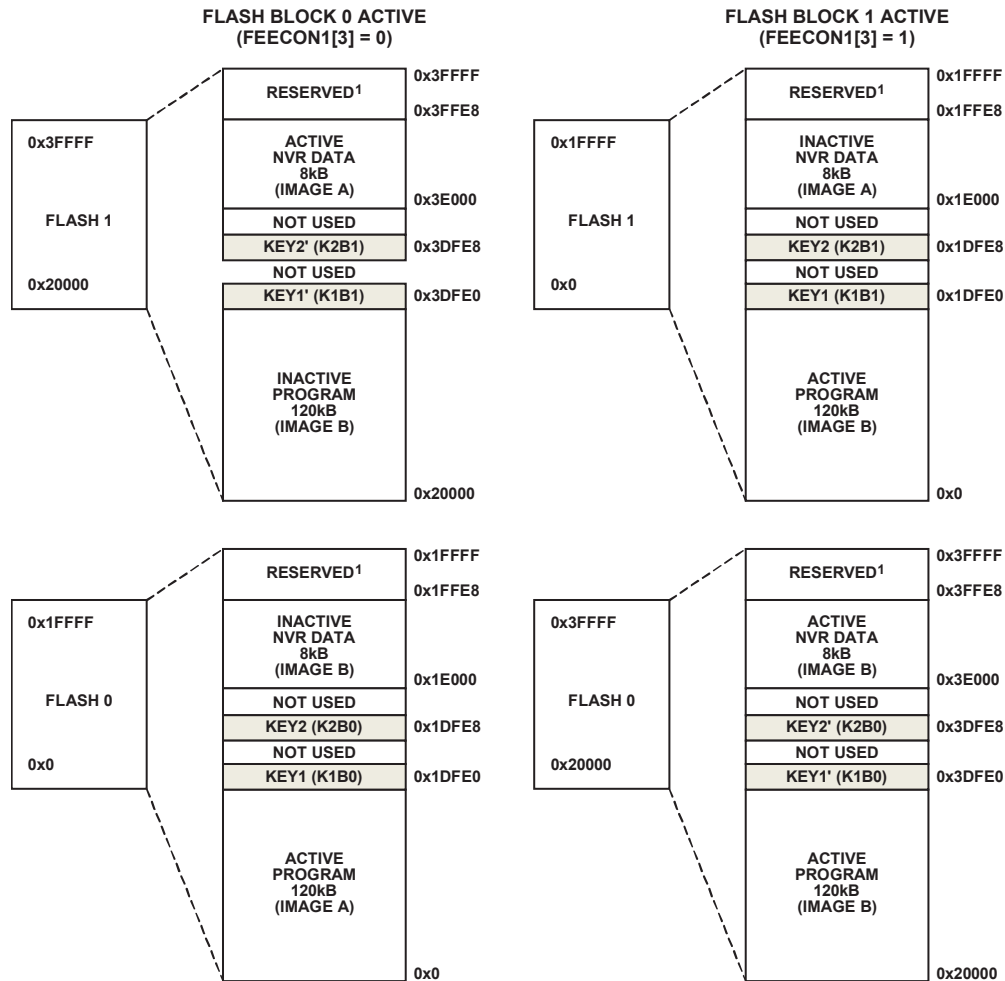 FLASH BLOCK 0 ACTIVE
(FEECON1[3] = 0)
0x3FFFF
FLASH 1
0x20000
RESERVED1
ACTIVE
NVR DATA
8kB
(IMAGE A)
NOT USED
KEY2' (K2B1)
NOT USED
KEY1' (K1B1)
INACTIVE
PROGRAM
120kB
(IMAGE B)
0x3FFFF
0x3FFE8
0x3E000
0x3DFE8
0x3DFE0
0x20000
FLASH BLOCK 1 ACTIVE
(FEECON1[3] = 1)
0x1FFFF
FLASH 1
0x0
RESERVED1
INACTIVE
NVR DATA
8kB
(IMAGE A)
NOT USED
KEY2 (K2B1)
NOT USED
KEY1 (K1B1)
ACTIVE
PROGRAM
120kB
(IMAGE B)
0x1FFFF
0x1FFE8
0x1E000
0x1DFE8
0x1DFE0
0x0
0x1FFFF
FLASH 0
0x0
RESERVED1
INACTIVE
NVR DATA
8kB
(IMAGE B)
NOT USED
KEY2 (K2B0)
NOT USED
KEY1 (K1B0)
ACTIVE
PROGRAM
120kB
(IMAGE A)
0x1FFFF
0x1FFE8
0x1E000
0x1DFE8
0x1DFE0
0x0
0x3FFFF
FLASH 0
0x20000
RESERVED1
ACTIVE
NVR DATA
8kB
(IMAGE B)
NOT USED
KEY2' (K2B0)
NOT USED
KEY1' (K1B0)
ACTIVE
PROGRAM
120kB
(IMAGE B)
0x3FFFF
0x3FFE8
0x3E000
0x3DFE8
0x3DFE0
0x20000